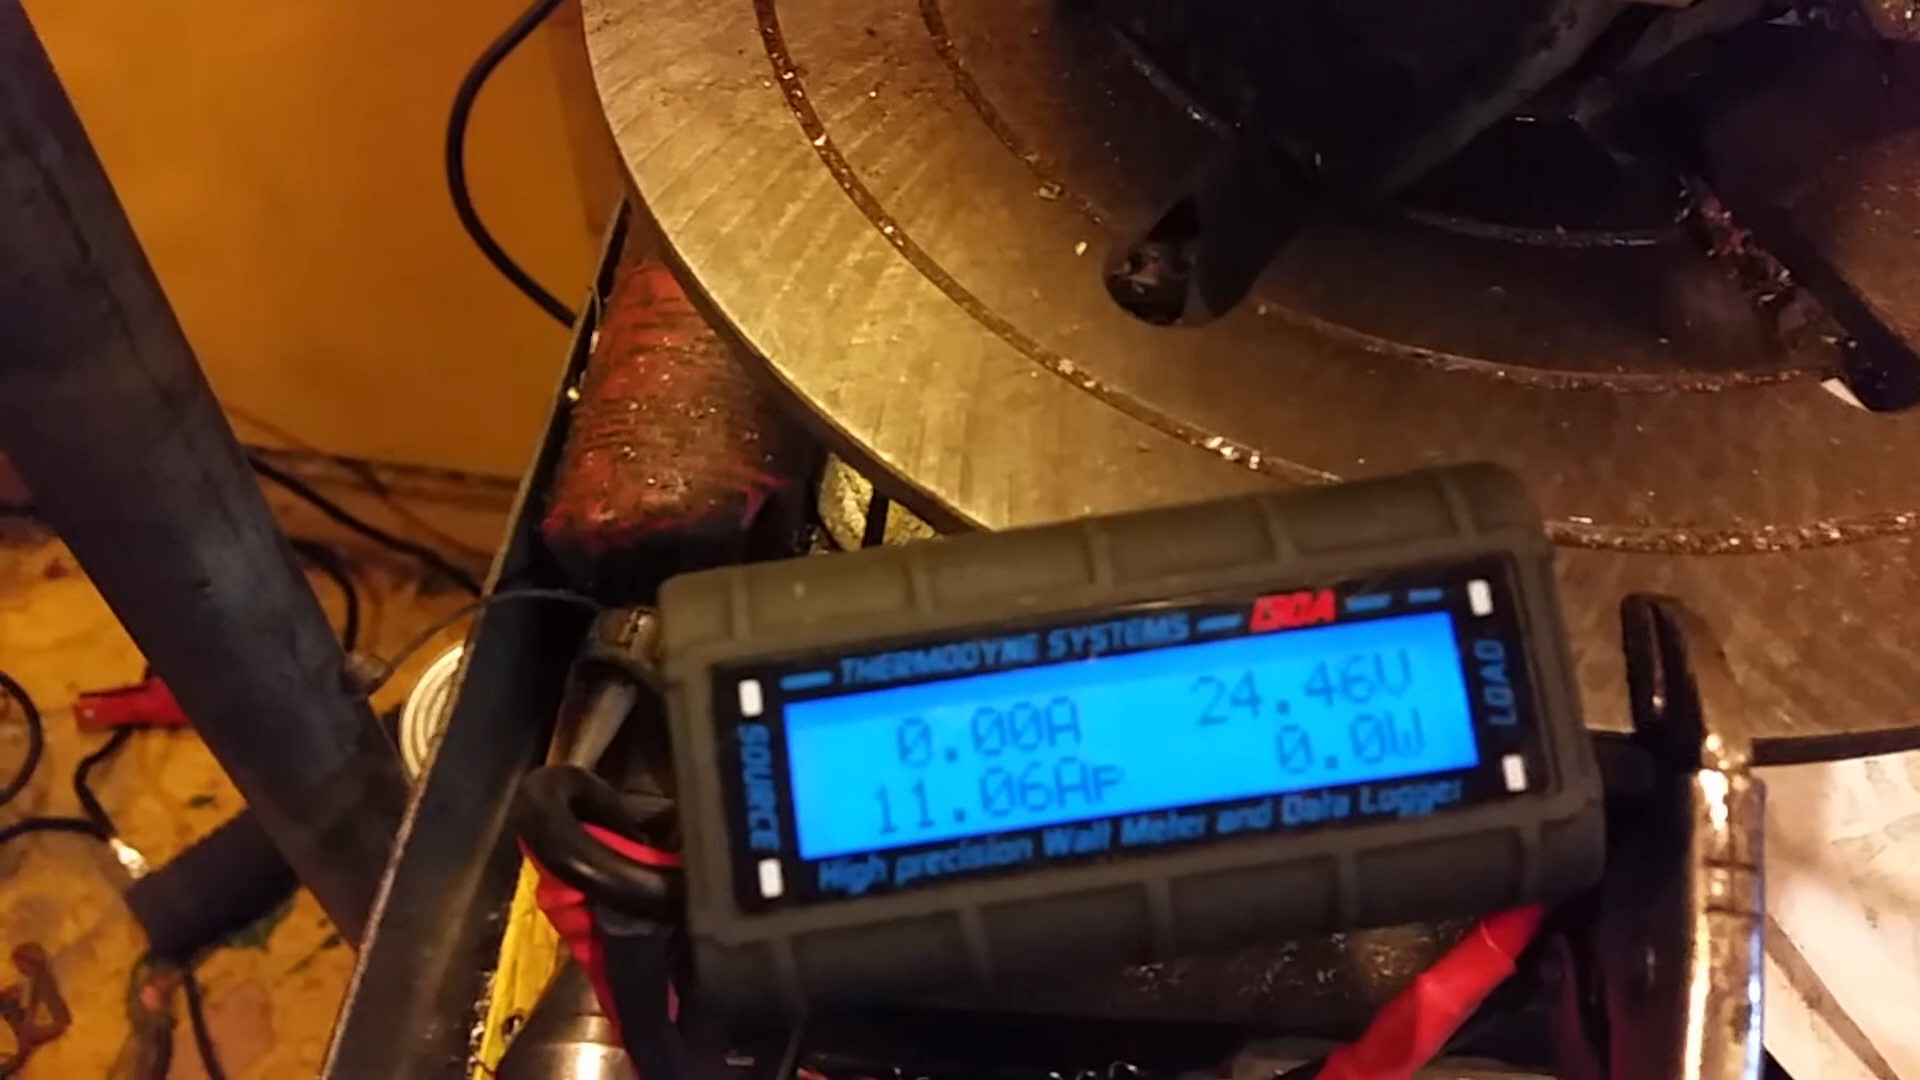 THERMODYNE SYSTEMS 130A
SOURCE
0.00A 24.46V
11.06Ap 0.0W
LOAD
High precision Watt Meter and Data Logger